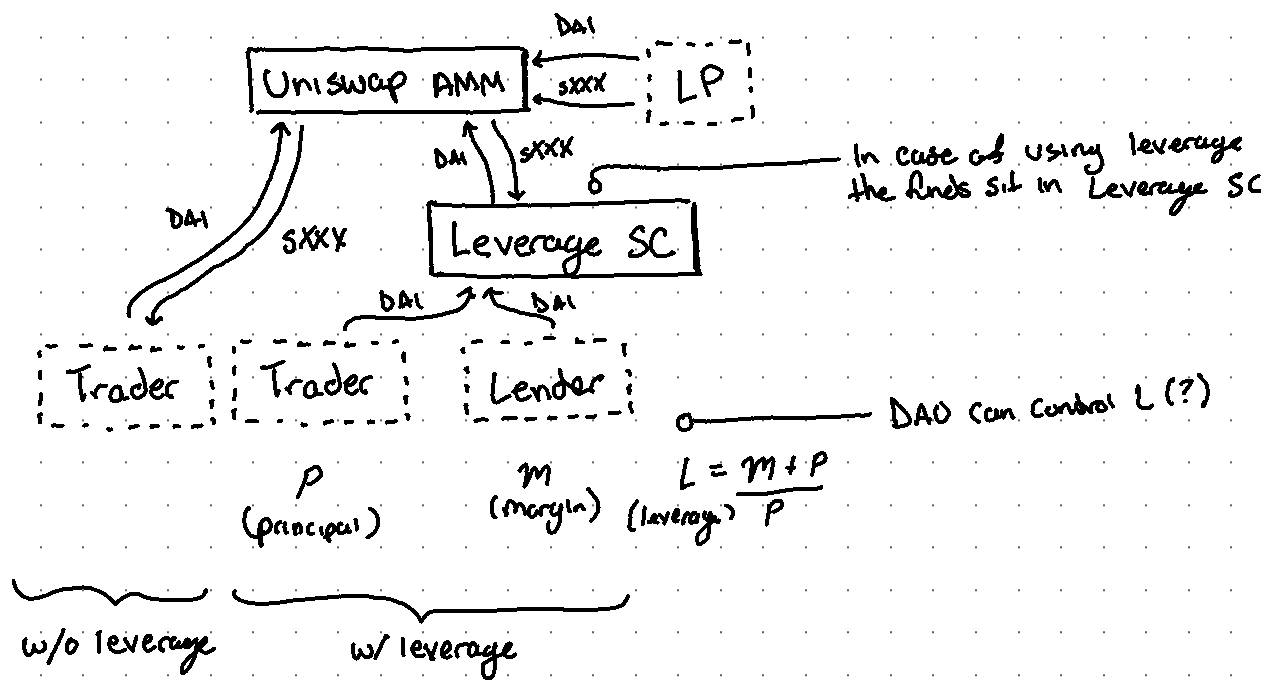 DAI
Uniswap AMM
sXXX
LP
DAI
sXXX
In case of using leverage
the funds sit in Leverage SC
DAI
sXXX
Leverage SC
DAI
DAI
Trader
Trader
Lender
DAO can control L (?)
P
(principal)
m
(margin)
L = m + P
P
(leverage)
w/o leverage
w/ leverage